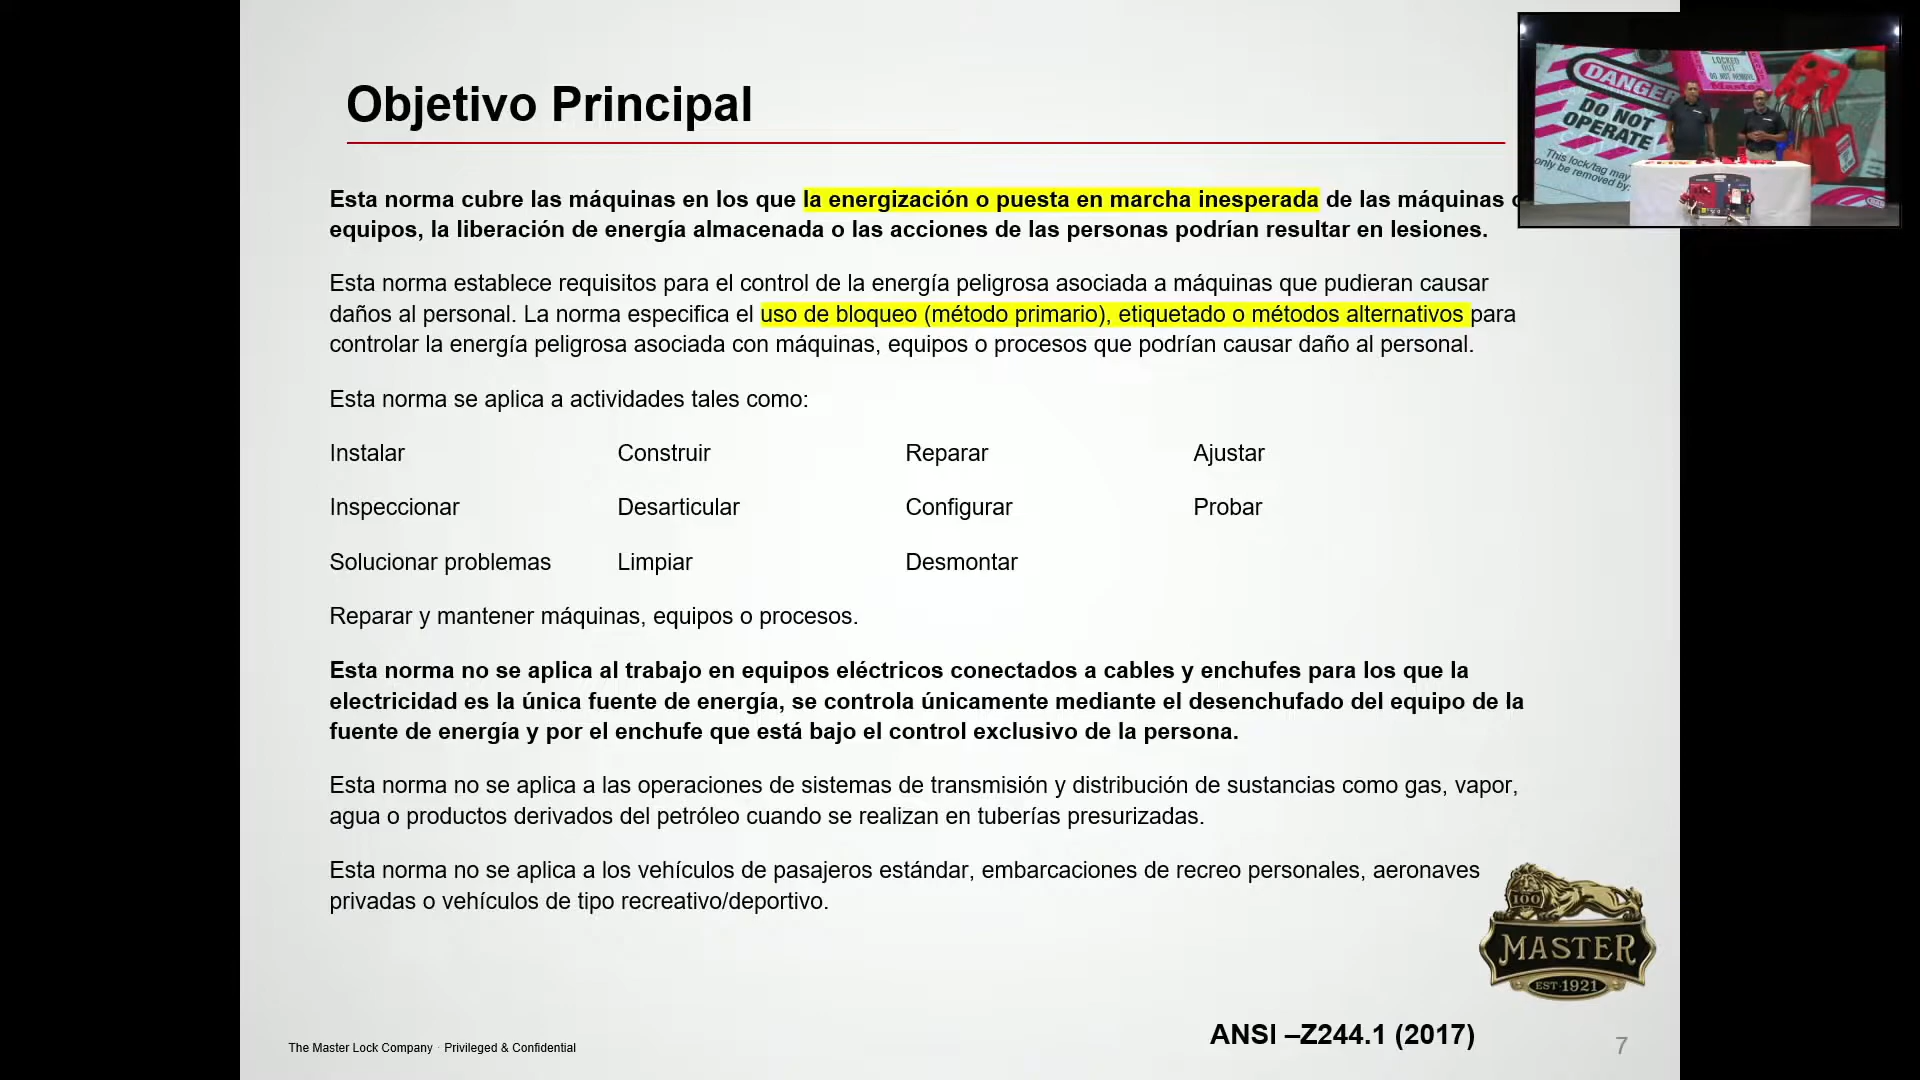 Objetivo Principal
Esta norma cubre las máquinas en los que la energización o puesta en marcha inesperada de las máquinas o
equipos, la liberación de energía almacenada o las acciones de las personas podrían resultar en lesiones.
Esta norma establece requisitos para el control de la energía peligrosa asociada a máquinas que pudieran causar
daños al personal. La norma especifica el uso de bloqueo (método primario), etiquetado o métodos alternativos para
controlar la energía peligrosa asociada con máquinas, equipos o procesos que podrían causar daño al personal.
Esta norma se aplica a actividades tales como:
Instalar Construir Reparar Ajustar
Inspeccionar Desarticular Configurar Probar
Solucionar problemas Limpiar Desmontar
Reparar y mantener máquinas, equipos o procesos.
Esta norma no se aplica al trabajo en equipos eléctricos conectados a cables y enchufes para los que la
electricidad es la única fuente de energía, se controla únicamente mediante el desenchufado del equipo de la
fuente de energía y por el enchufe que está bajo el control exclusivo de la persona.
Esta norma no se aplica a las operaciones de sistemas de transmisión y distribución de sustancias como gas, vapor,
agua o productos derivados del petróleo cuando se realizan en tuberías presurizadas.
Esta norma no se aplica a los vehículos de pasajeros estándar, embarcaciones de recreo personales, aeronaves
privadas o vehículos de tipo recreativo/deportivo.
100
MASTER
EST·1921
ANSI –Z244.1 (2017)
The Master Lock Company · Privileged & Confidential
7
DANGER
DO NOT
OPERATE
This lock/tag may
only be removed by:
LOCKED
OUT
DO NOT REMOVE